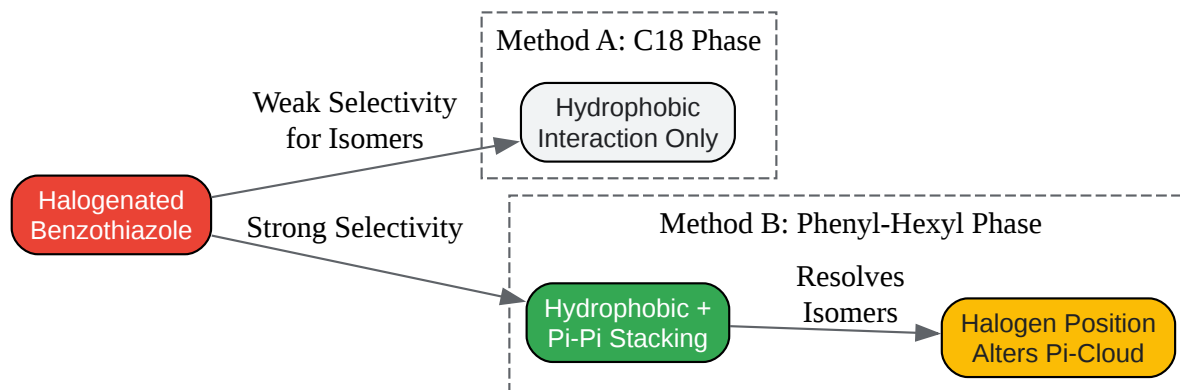 Method A: C18 Phase
Hydrophobic
Interaction Only
Weak Selectivity
for Isomers
Halogenated
Benzothiazole
Strong Selectivity
Method B: Phenyl-Hexyl Phase
Hydrophobic +
Pi-Pi Stacking
Resolves
Isomers
Halogen Position
Alters Pi-Cloud